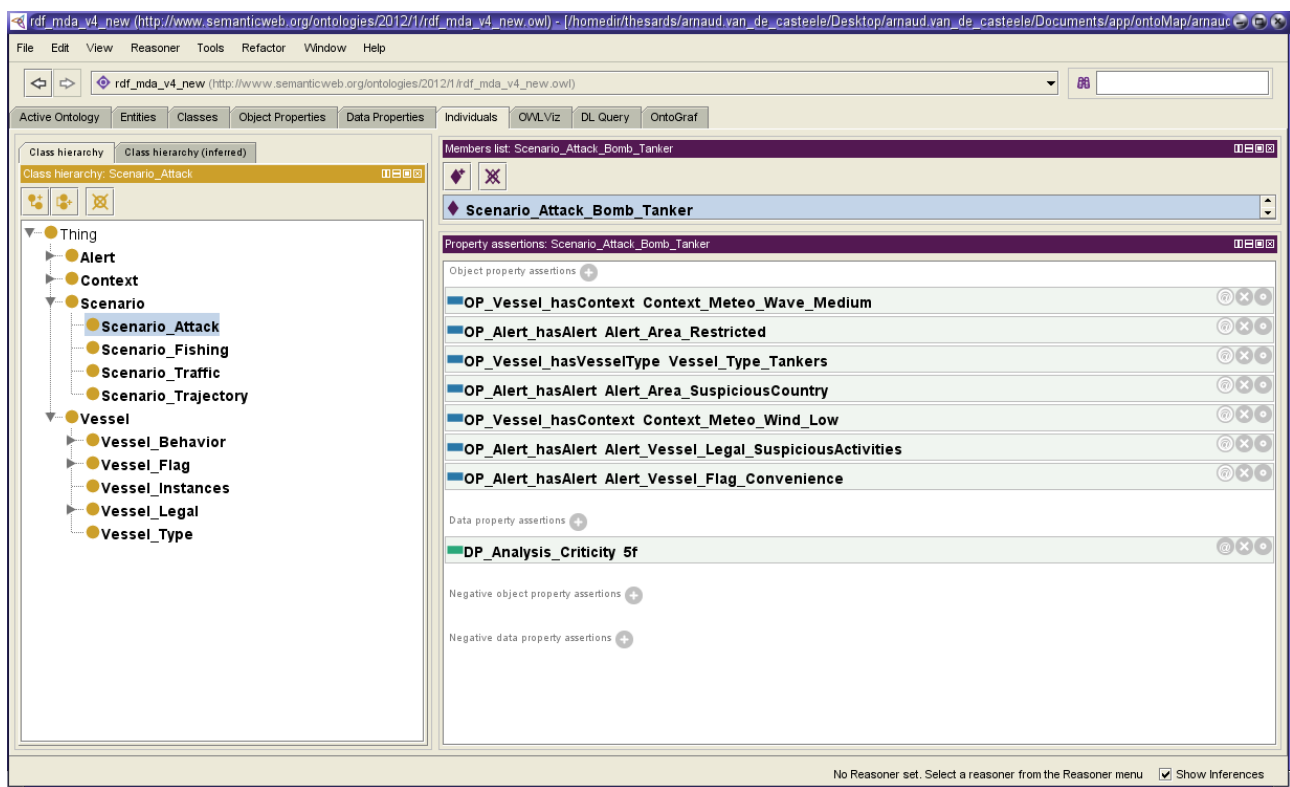 rdf_mda_v4_new (http://www.semanticweb.org/ontologies/2012/1/rdf_mda_v4_new.owl) - [/homedir/thesards/arnaud.van_de_casteele/Desktop/arnaud.van_de_casteele/Documents/app/ontoMap/arnauc
File Edit View Reasoner Tools Refactor Window Help
rdf_mda_v4_new (http://www.semanticweb.org/ontologies/2012/1/rdf_mda_v4_new.owl)
Active Ontology Entities Classes Object Properties Data Properties Individuals OWLViz DL Query OntoGraf
Class hierarchy Class hierarchy (inferred)
Class hierarchy: Scenario_Attack
Thing
Alert
Context
Scenario
Scenario_Attack
Scenario_Fishing
Scenario_Traffic
Scenario_Trajectory
Vessel
Vessel_Behavior
Vessel_Flag
Vessel_Instances
Vessel_Legal
Vessel_Type
Members list: Scenario_Attack_Bomb_Tanker
Scenario_Attack_Bomb_Tanker
Property assertions: Scenario_Attack_Bomb_Tanker
Object property assertions
OP_Vessel_hasContext Context_Meteo_Wave_Medium
OP_Alert_hasAlert Alert_Area_Restricted
OP_Vessel_hasVesselType Vessel_Type_Tankers
OP_Alert_hasAlert Alert_Area_SuspiciousCountry
OP_Vessel_hasContext Context_Meteo_Wind_Low
OP_Alert_hasAlert Alert_Vessel_Legal_SuspiciousActivities
OP_Alert_hasAlert Alert_Vessel_Flag_Convenience
Data property assertions
DP_Analysis_Criticity 5f
Negative object property assertions
Negative data property assertions
No Reasoner set. Select a reasoner from the Reasoner menu Show Inferences